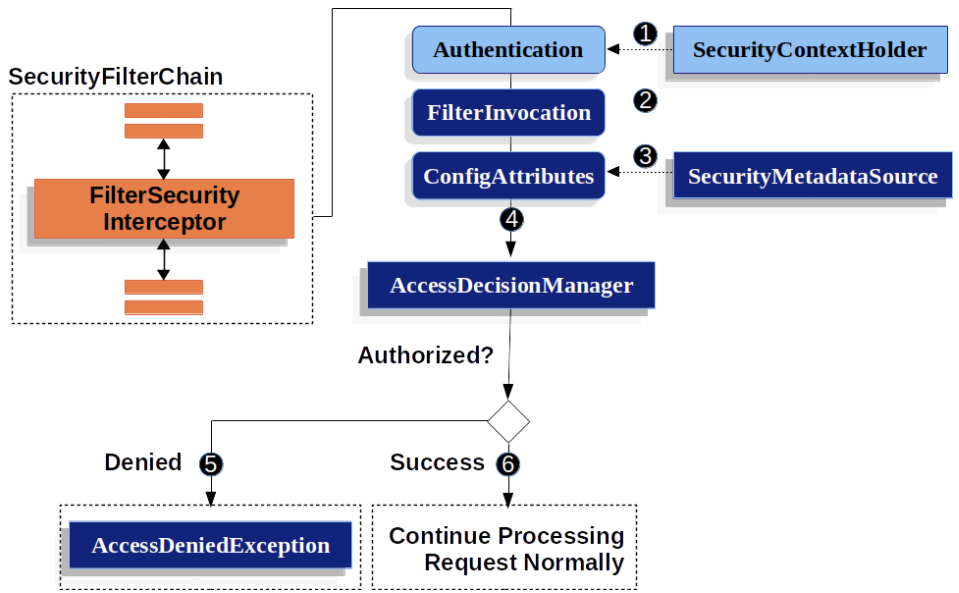 SecurityFilterChain
FilterSecurity
Interceptor
Authentication
1
SecurityContextHolder
FilterInvocation
2
ConfigAttributes
3
SecurityMetadataSource
4
AccessDecisionManager
Authorized?
Denied
5
Success
6
AccessDeniedException
Continue Processing
Request Normally